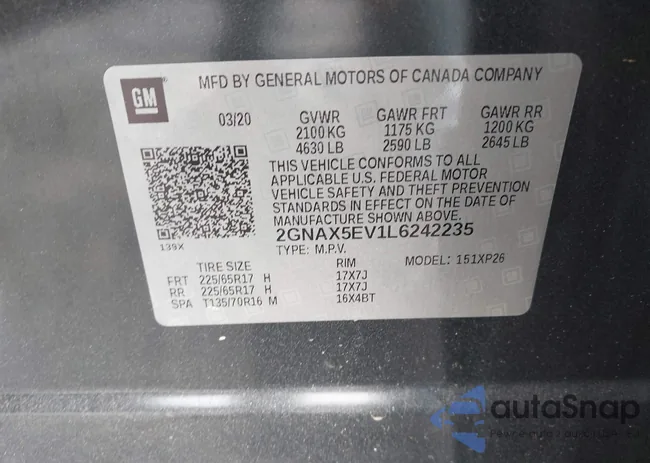 GM
MFD BY GENERAL MOTORS OF CANADA COMPANY
03/20 GVWR GAWR FRT GAWR RR
2100 KG 1175 KG 1200 KG
4630 LB 2590 LB 2645 LB
THIS VEHICLE CONFORMS TO ALL
APPLICABLE U.S. FEDERAL MOTOR
VEHICLE SAFETY AND THEFT PREVENTION
STANDARDS IN EFFECT ON THE DATE OF
MANUFACTURE SHOWN ABOVE.
139X
2GNAX5EV1L6242235
TYPE: M.P.V. MODEL: 151XP26
TIRE SIZE RIM
FRT 225/65R17 H 17X7J
RR 225/65R17 H 17X7J
SPA T135/70R16 M 16X4BT
autoSnap